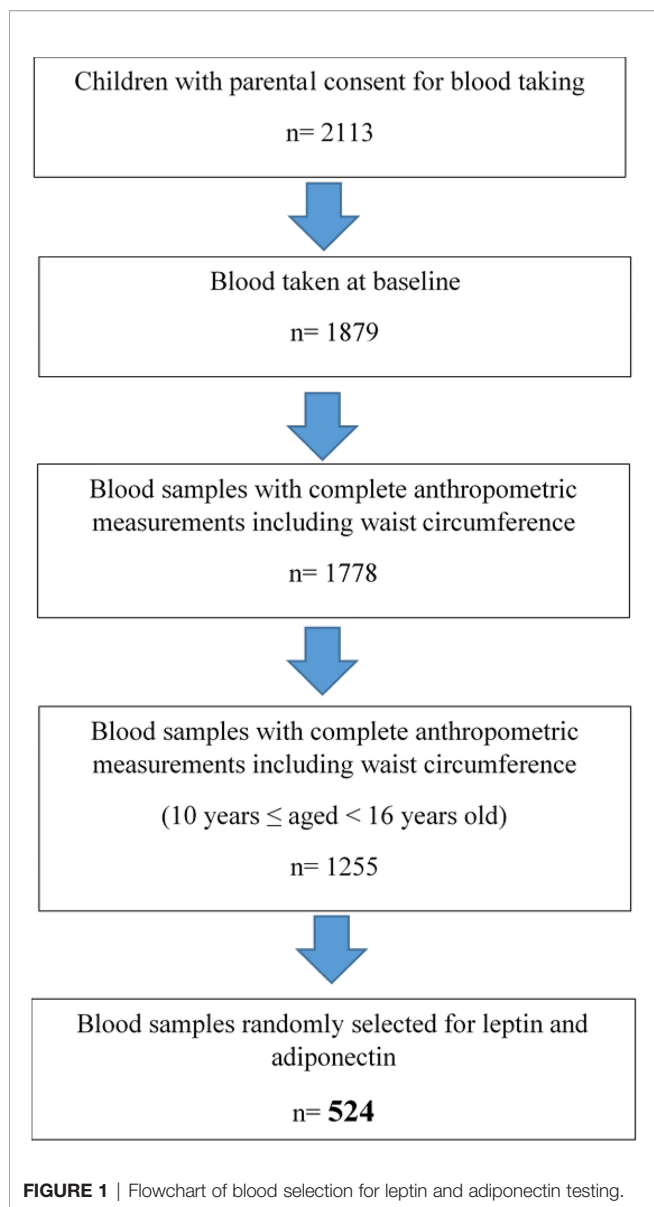 Children with parental consent for blood taking
n= 2113
Blood taken at baseline
n= 1879
Blood samples with complete anthropometric
measurements including waist circumference
n= 1778
Blood samples with complete anthropometric
measurements including waist circumference
(10 years ≤ aged < 16 years old)
n= 1255
Blood samples randomly selected for leptin and
adiponectin
n= 524
FIGURE 1 | Flowchart of blood selection for leptin and adiponectin testing.